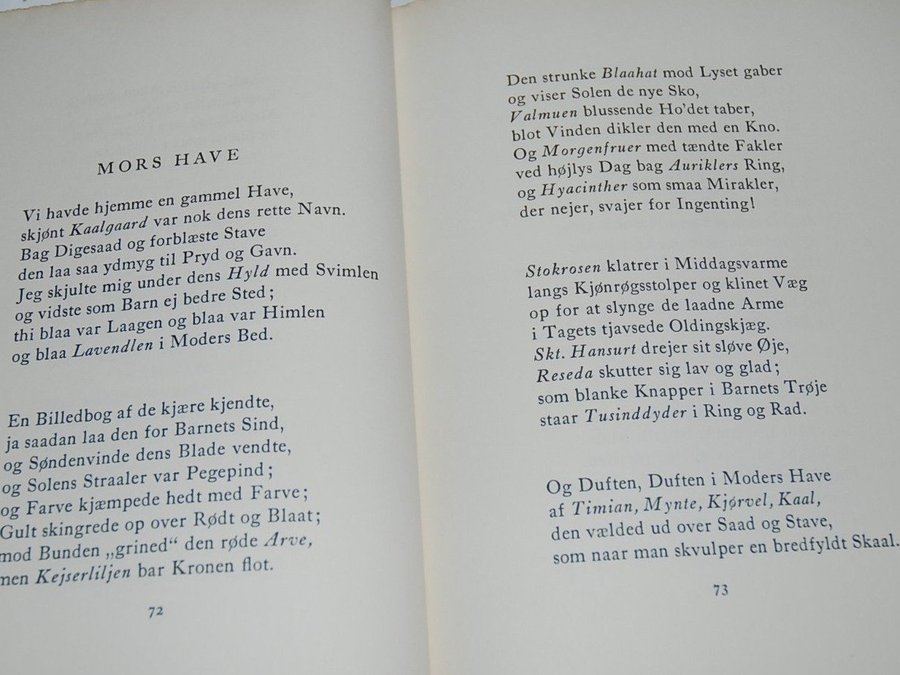 MORS HAVE
Vi havde hjemme en gammel Have,
skjønt Kaalgaard var nok dens rette Navn.
Bag Digesaad og forblæste Stave
den laa saa ydmyg til Pryd og Gavn.
Jeg skjulte mig under dens Hyld med Svimlen
og vidste som Barn ej bedre Sted;
thi blaa var Laagen og blaa var Himlen
og blaa Lavendlen i Moders Bed.
En Billedbog af de kjære kjendte,
ja saadan laa den for Barnets Sind,
og Søndenvinde dens Blade vendte,
og Solens Straaler var Pegepind;
og Farve kjæmpede hedt med Farve;
Gult skingrede op over Rødt og Blaat;
mod Bunden „grined“ den røde Arve,
men Kejserliljen bar Kronen flot.
72
Den strunke Blaahat mod Lyset gaber
og viser Solen de nye Sko,
Valmuen blussende Ho'det taber,
blot Vinden dikler den med en Kno.
Og Morgenfruer med tændte Fakler
ved højlys Dag bag Auriklers Ring,
og Hyacinther som smaa Mirakler,
der nejer, svajer for Ingenting!
Stokrosen klatrer i Middagsvarme
langs Kjønrøgsstolper og klinet Væg
op for at slynge de laadne Arme
i Tagets tjavsede Oldingskjæg.
Skt. Hansurt drejer sit sløve Øje,
Reseda skutter sig lav og glad;
som blanke Knapper i Barnets Trøje
staar Tusinddyder i Ring og Rad.
Og Duften, Duften i Moders Have
af Timian, Mynte, Kjørvel, Kaal,
den vælded ud over Saad og Stave,
som naar man skvulper en bredfyldt Skaal.
73